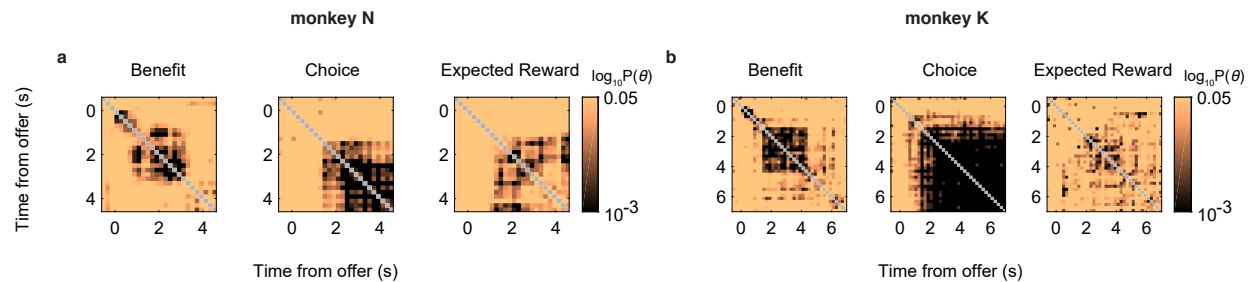 monkey N
monkey K
a
Benefit
Choice
Expected Reward
log10P(θ)
b
Benefit
Choice
Expected Reward
log10P(θ)
Time from offer (s)
0
2
4
0
2
4
0
2
4
0.05
10-3
0
2
4
6
0
2
4
6
0
2
4
6
0.05
10-3
0 2 4
0 2 4
0 2 4
0 2 4 6
0 2 4 6
0 2 4 6
Time from offer (s)
Time from offer (s)